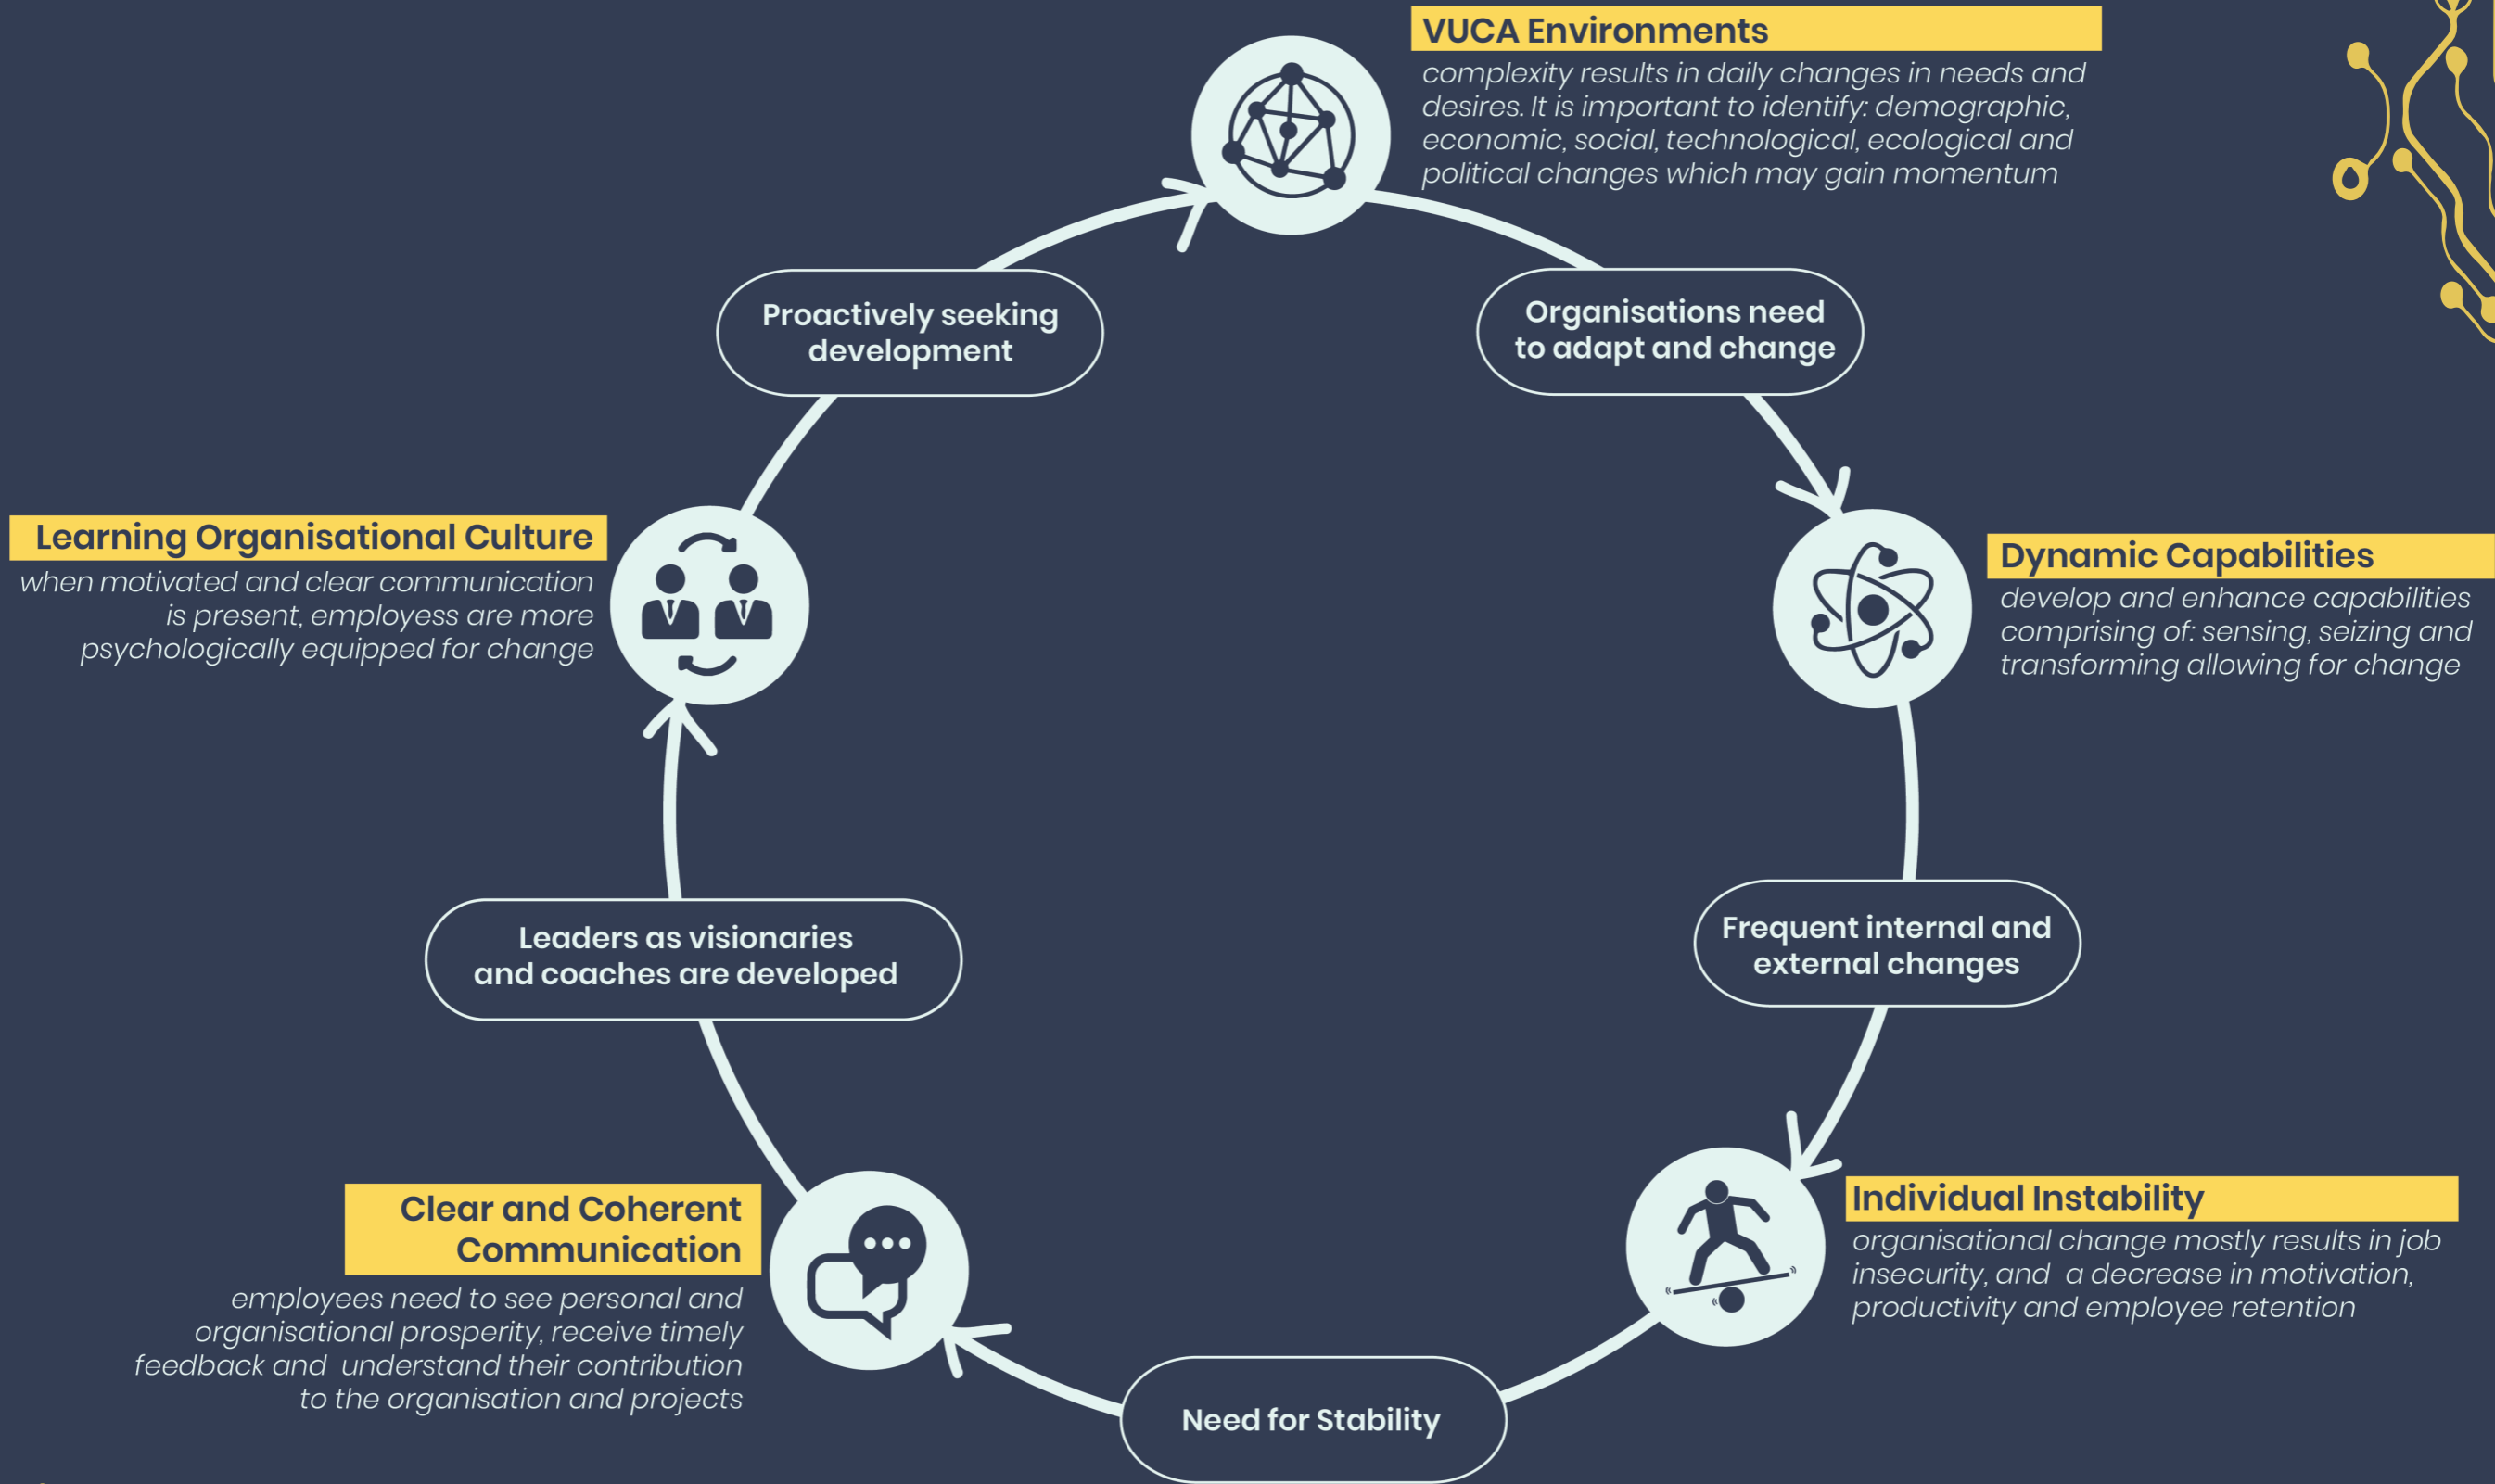 VUCA Environments
complexity results in daily changes in needs and
desires. It is important to identify: demographic,
economic, social, technological, ecological and
political changes which may gain momentum
Organisations need
to adapt and change
Dynamic Capabilities
develop and enhance capabilities
comprising of: sensing, seizing and
transforming allowing for change
Frequent internal and
external changes
Individual Instability
organisational change mostly results in job
insecurity, and  a decrease in motivation,
productivity and employee retention
Need for Stability
Clear and Coherent
Communication
employees need to see personal and
organisational prosperity, receive timely
feedback and  understand their contribution
to the organisation and projects
Leaders as visionaries
and coaches are developed
Learning Organisational Culture
when motivated and clear communication
is present, employess are more
psychologically equipped for change
Proactively seeking
development